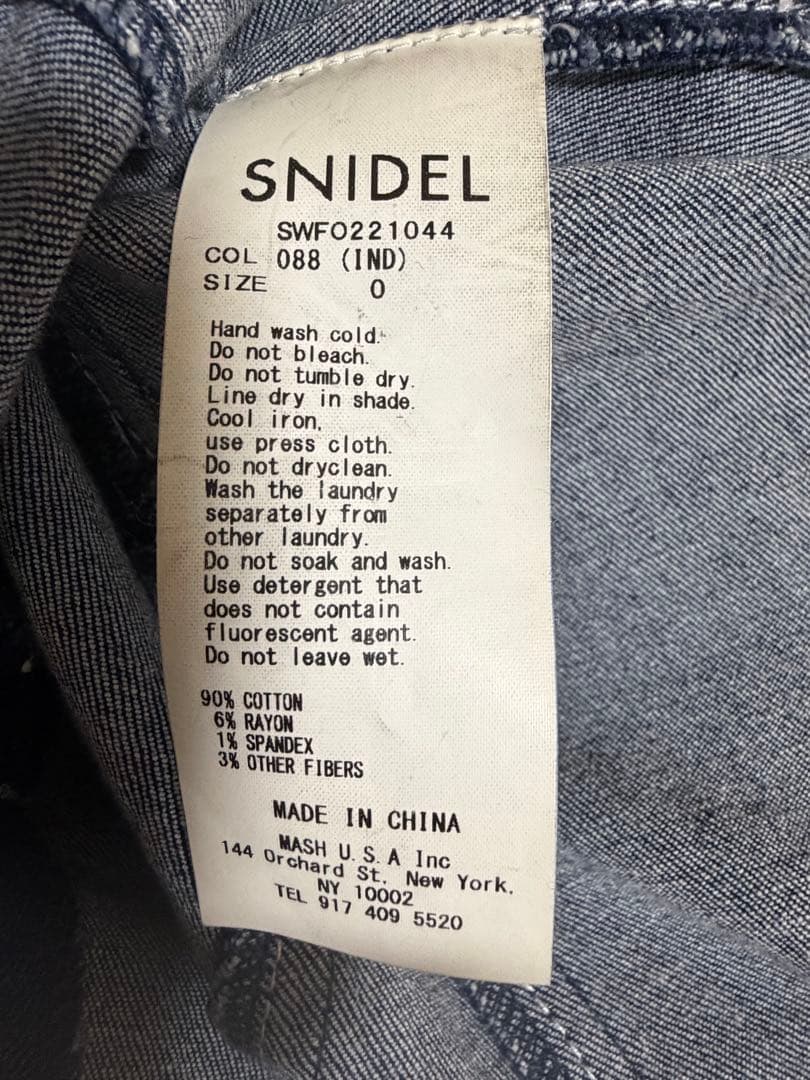 SNIDEL
SWFO221044
COL 088 (IND)
SIZE 0
Hand wash cold.
Do not bleach.
Do not tumble dry.
Line dry in shade.
Cool iron,
use press cloth.
Do not dryclean.
Wash the laundry
separately from
other laundry.
Do not soak and wash.
Use detergent that
does not contain
fluorescent agent.
Do not leave wet.
90% COTTON
6% RAYON
1% SPANDEX
3% OTHER FIBERS
MADE IN CHINA
MASH U.S.A Inc
144 Orchard St, New York,
NY 10002
TEL 917 409 5520